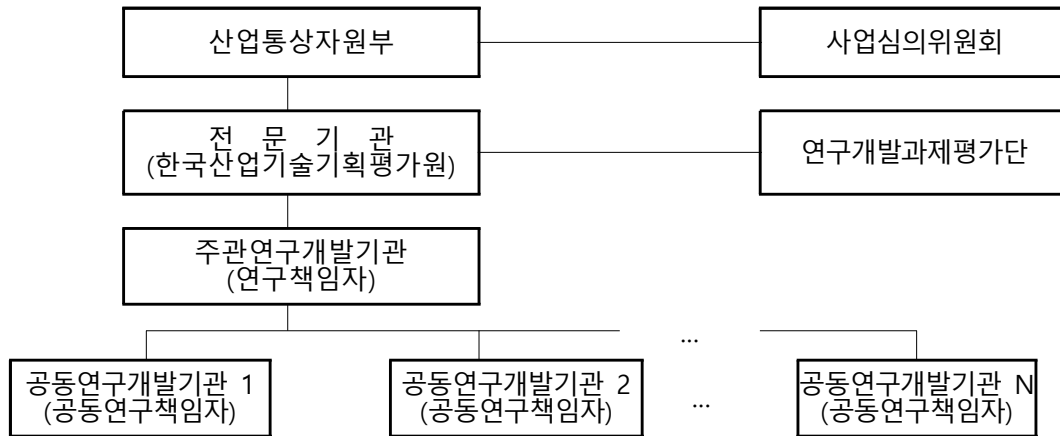 산업통상자원부
사업심의위원회
전 문 기 관
(한국산업기술기획평가원)
연구개발과제평가단
주관연구개발기관
(연구책임자)
...
공동연구개발기관 1
(공동연구책임자)
공동연구개발기관 2
(공동연구책임자)
...
공동연구개발기관 N
(공동연구책임자)